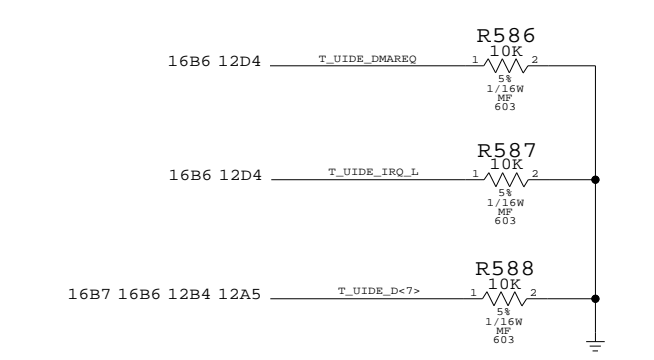 R586
10K
16B6 12D4 T_UIDE_DMAREQ 1 2
5%
1/16W
MF
603
R587
10K
16B6 12D4 T_UIDE_IRQ_L 1 2
5%
1/16W
MF
603
R588
10K
16B7 16B6 12B4 12A5 T_UIDE_D<7> 1 2
5%
1/16W
MF
603